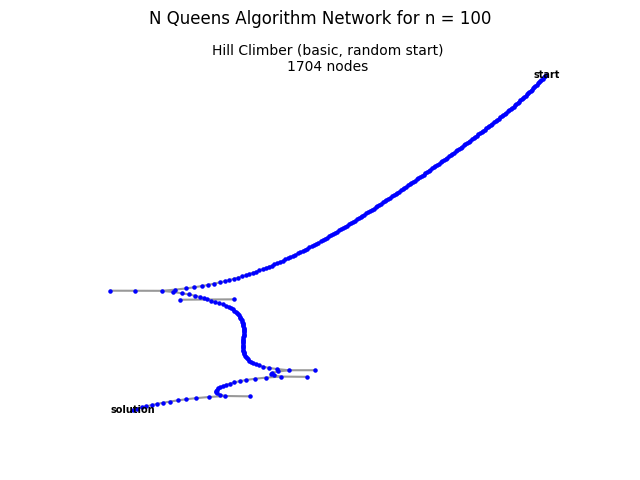 N Queens Algorithm Network for n = 100
Hill Climber (basic, random start)
1704 nodes
start
solution